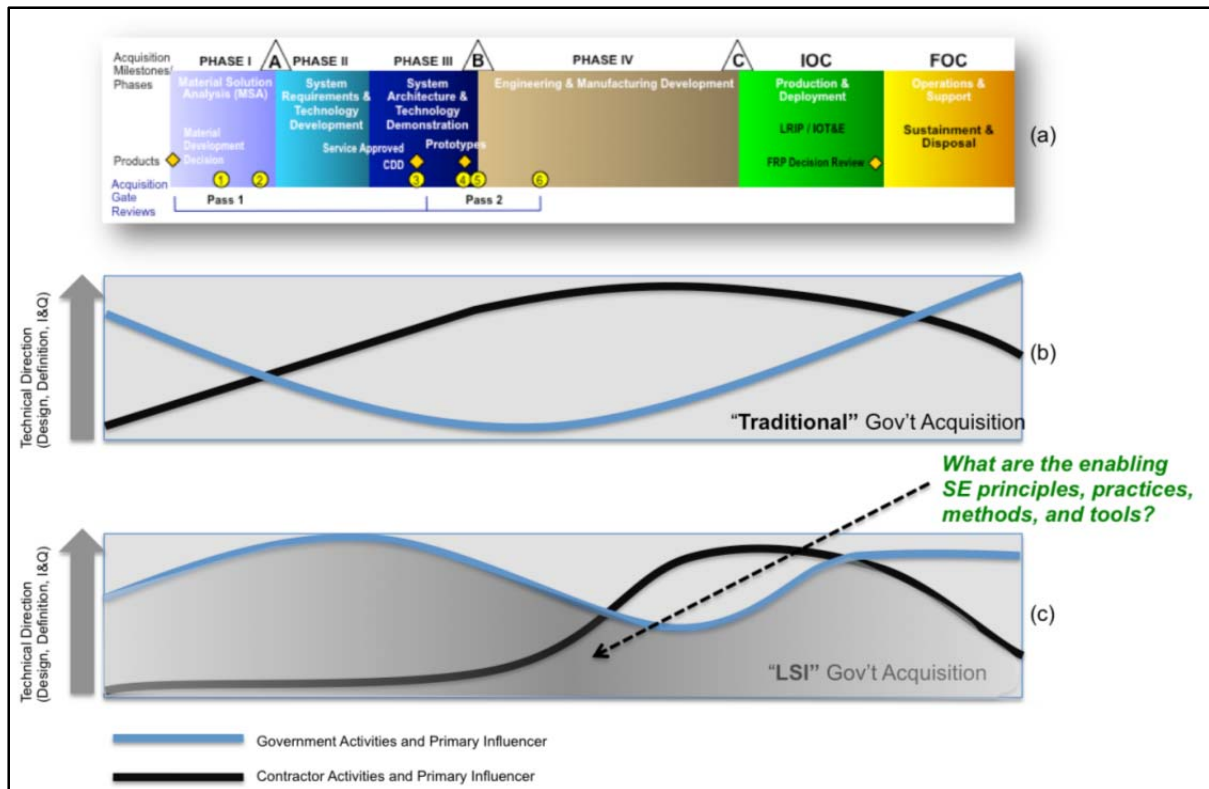 Acquisition
Milestones/
Phases
PHASE I
A
PHASE II
PHASE III
B
PHASE IV
C
IOC
FOC
Material Solution
Analysis (MSA)
System
Requirements &
Technology
Development
System
Architecture &
Technology
Demonstration
Engineering & Manufacturing Development
Production &
Deployment
Operations &
Support
Material
Development
Decision
Service Approved
CDD
Prototypes
LRIP / IOT&E
FRP Decision Review
Sustainment &
Disposal
Products
Acquisition
Gate
Reviews
1
2
3
4
5
6
Pass 1
Pass 2
(a)
Technical Direction
(Design, Definition, I&Q)
(b)
“Traditional” Gov’t Acquisition
What are the enabling
SE principles, practices,
methods, and tools?
Technical Direction
(Design, Definition, I&Q)
(c)
“LSI” Gov’t Acquisition
Government Activities and Primary Influencer
Contractor Activities and Primary Influencer